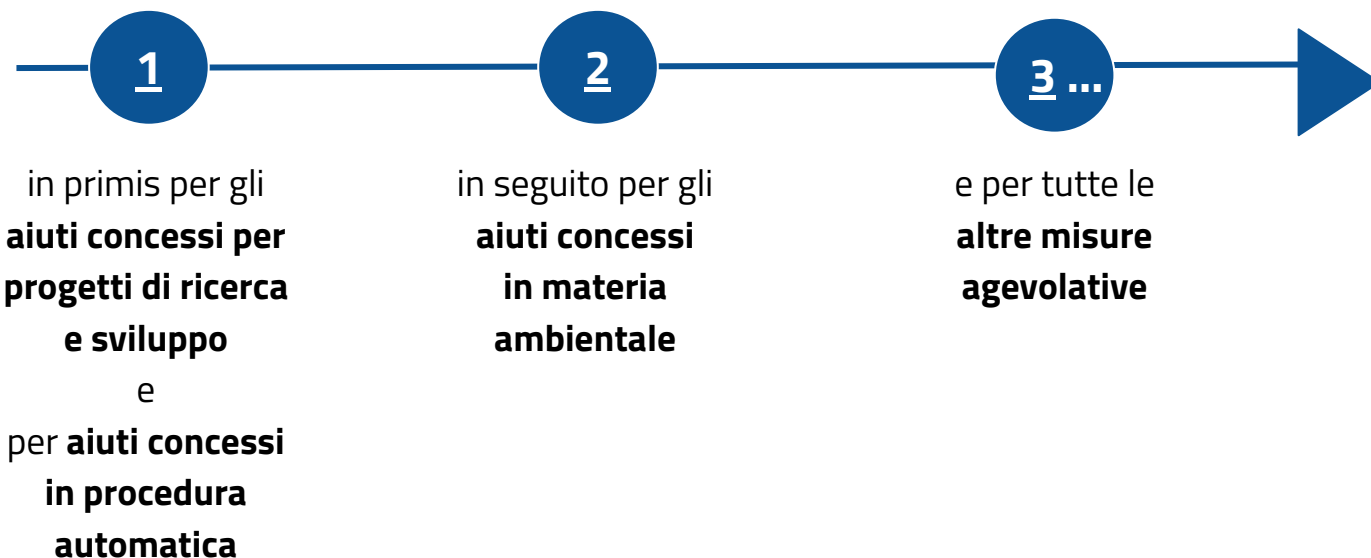 1
in primis per gli
aiuti concessi per
progetti di ricerca
e sviluppo
e
per aiuti concessi
in procedura
automatica
2
in seguito per gli
aiuti concessi
in materia
ambientale
3 ...
e per tutte le
altre misure
agevolative